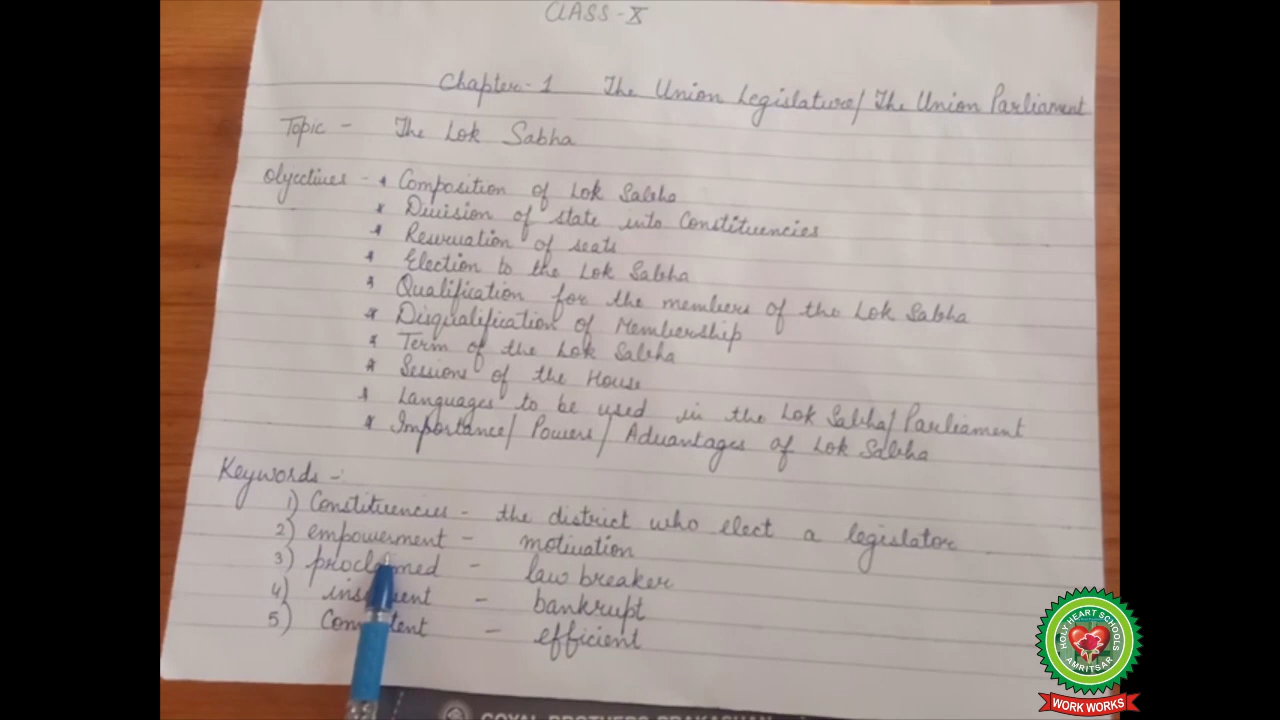 CLASS-X
Chapter-1 The Union Legislature/ The Union Parliament
Topic - The Lok Sabha
Objectives - * Composition of Lok Sabha
* Division of state into Constituencies
* Reservation of seats
* Election to the Lok Sabha
* Qualification for the members of the Lok Sabha
* Disqualification of Membership
* Term of the Lok Sabha
* Sessions of the House
* Languages to be used in the Lok Sabha/ Parliament
* Importance/ Powers/ Advantages of Lok Sabha
Keywords -:
1) Constituencies - the district who elect a legislator
2) empowerment - motivation
3) proclaimed - law breaker
4) - bankrupt
5) - efficient
GOYAL BROTHERS PRAKASHAN
HOLY HEART SCHOOLS
AMRITSAR
WORK WORKS